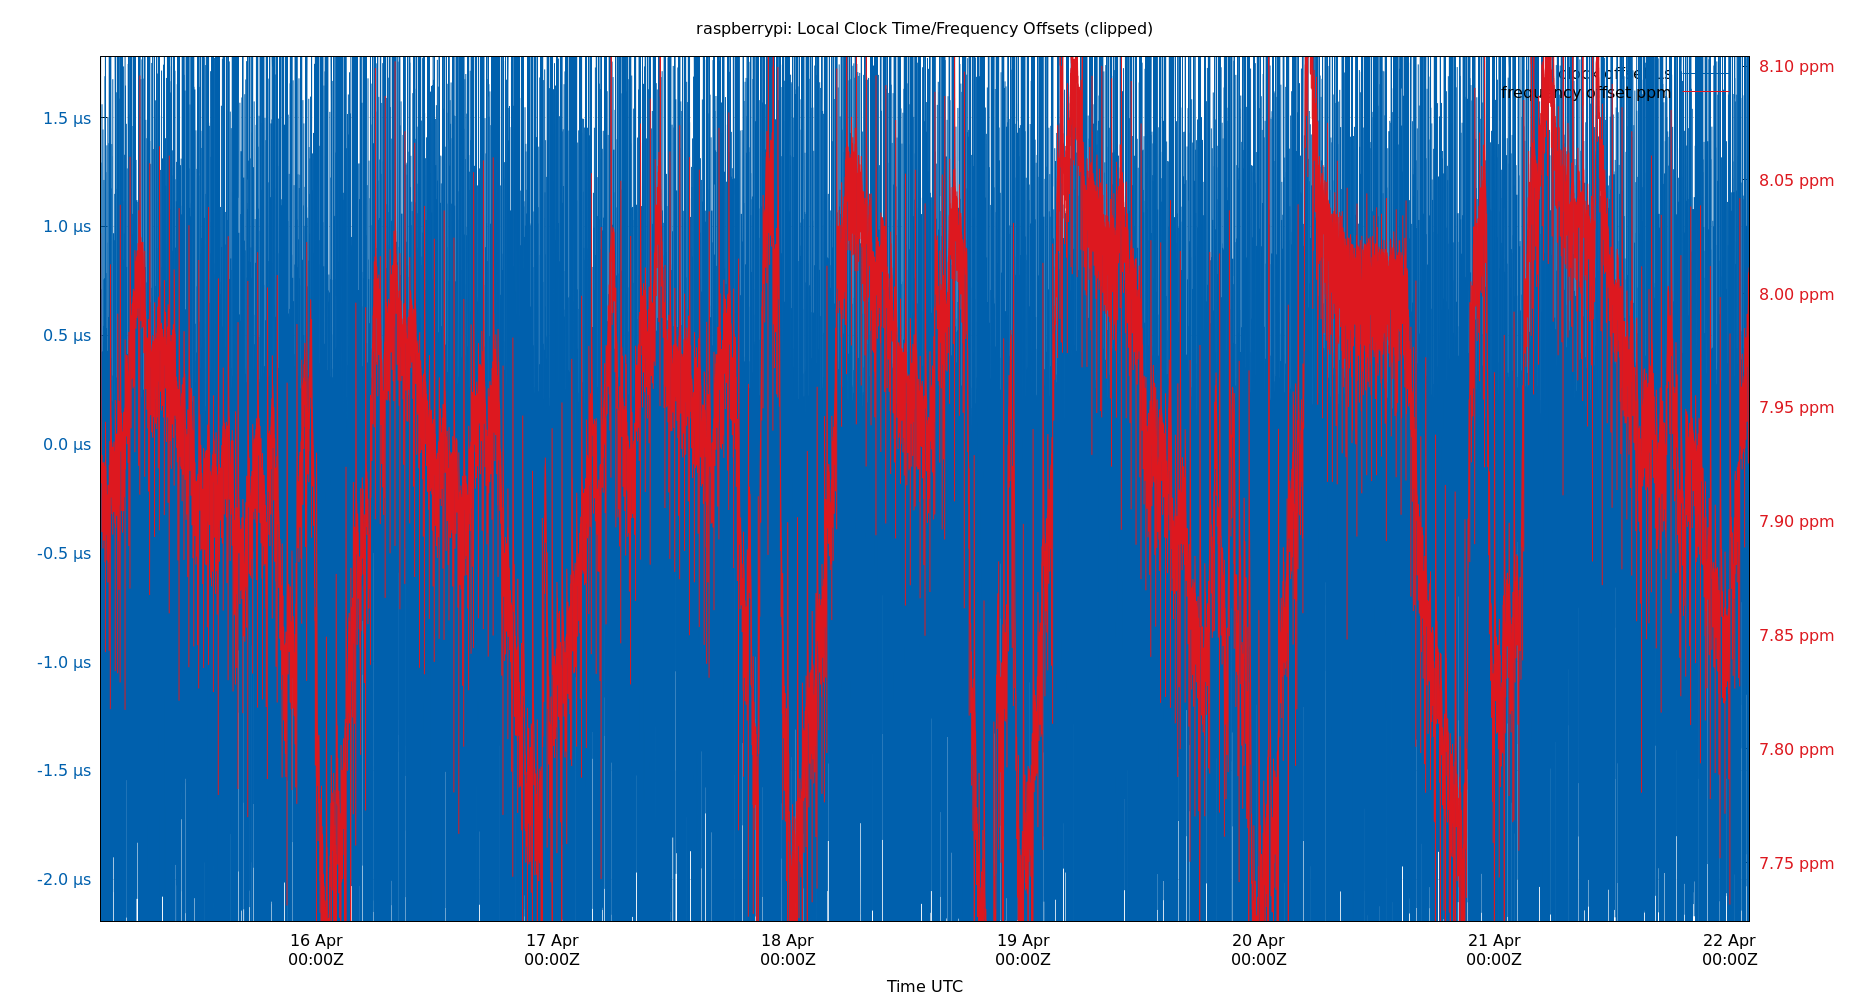 raspberrypi: Local Clock Time/Frequency Offsets (clipped)
frequency offset ppm
1.5 µs
1.0 µs
0.5 µs
0.0 µs
-0.5 µs
-1.0 µs
-1.5 µs
-2.0 µs
8.10 ppm
8.05 ppm
8.00 ppm
7.95 ppm
7.90 ppm
7.85 ppm
7.80 ppm
7.75 ppm
16 Apr
00:00Z
17 Apr
00:00Z
18 Apr
00:00Z
19 Apr
00:00Z
20 Apr
00:00Z
21 Apr
00:00Z
22 Apr
00:00Z
Time UTC